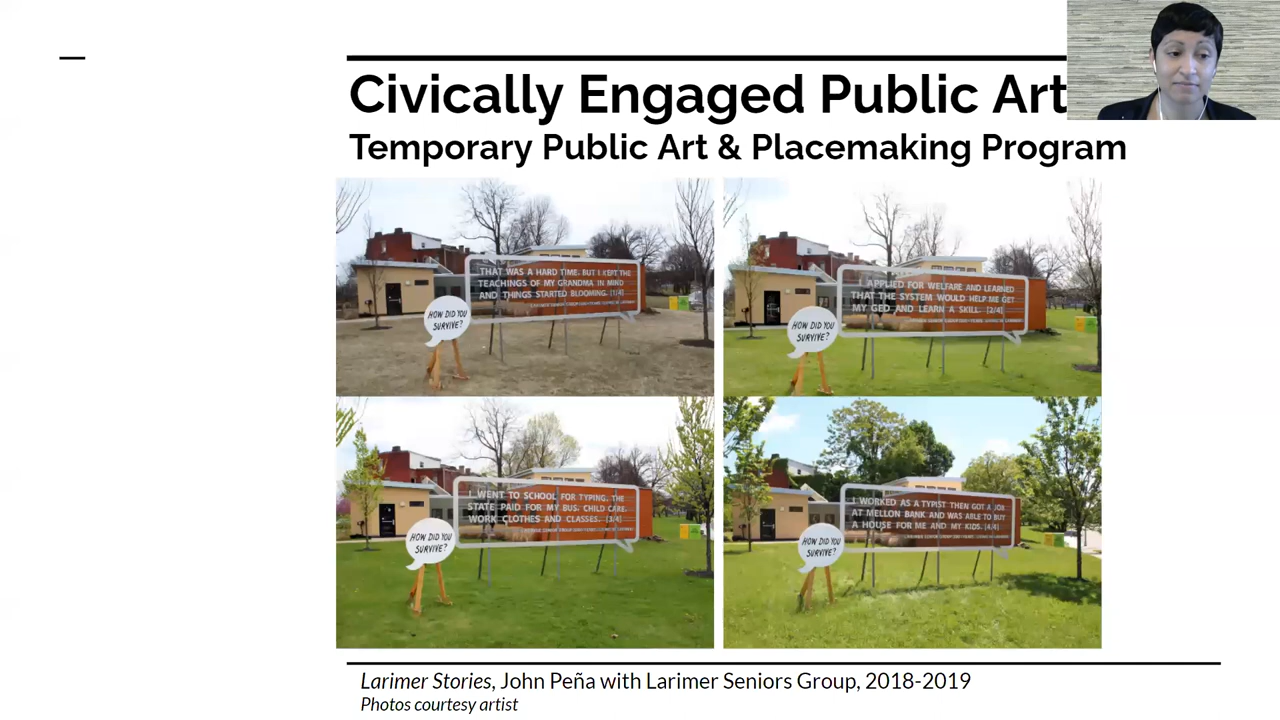 Civically Engaged Public Art
Temporary Public Art & Placemaking Program
THAT WAS A HARD TIME. BUT I KEPT THE
TEACHINGS OF MY GRANDMA IN MIND
AND THINGS STARTED BLOOMING. [1/4]
HOW DID YOU
SURVIVE?
I APPLIED FOR WELFARE AND LEARNED
THAT THE SYSTEM WOULD HELP ME GET
MY GED AND LEARN A SKILL. [2/4]
HOW DID YOU
SURVIVE?
I WENT TO SCHOOL FOR TYPING. THE
STATE PAID FOR MY BUS, CHILD CARE,
WORK CLOTHES AND CLASSES. [3/4]
HOW DID YOU
SURVIVE?
I WORKED AS A TYPIST THEN GOT A JOB
AT MELLON BANK AND WAS ABLE TO BUY
A HOUSE FOR ME AND MY KIDS. [4/4]
HOW DID YOU
SURVIVE?
Larimer Stories, John Peña with Larimer Seniors Group, 2018-2019
Photos courtesy artist